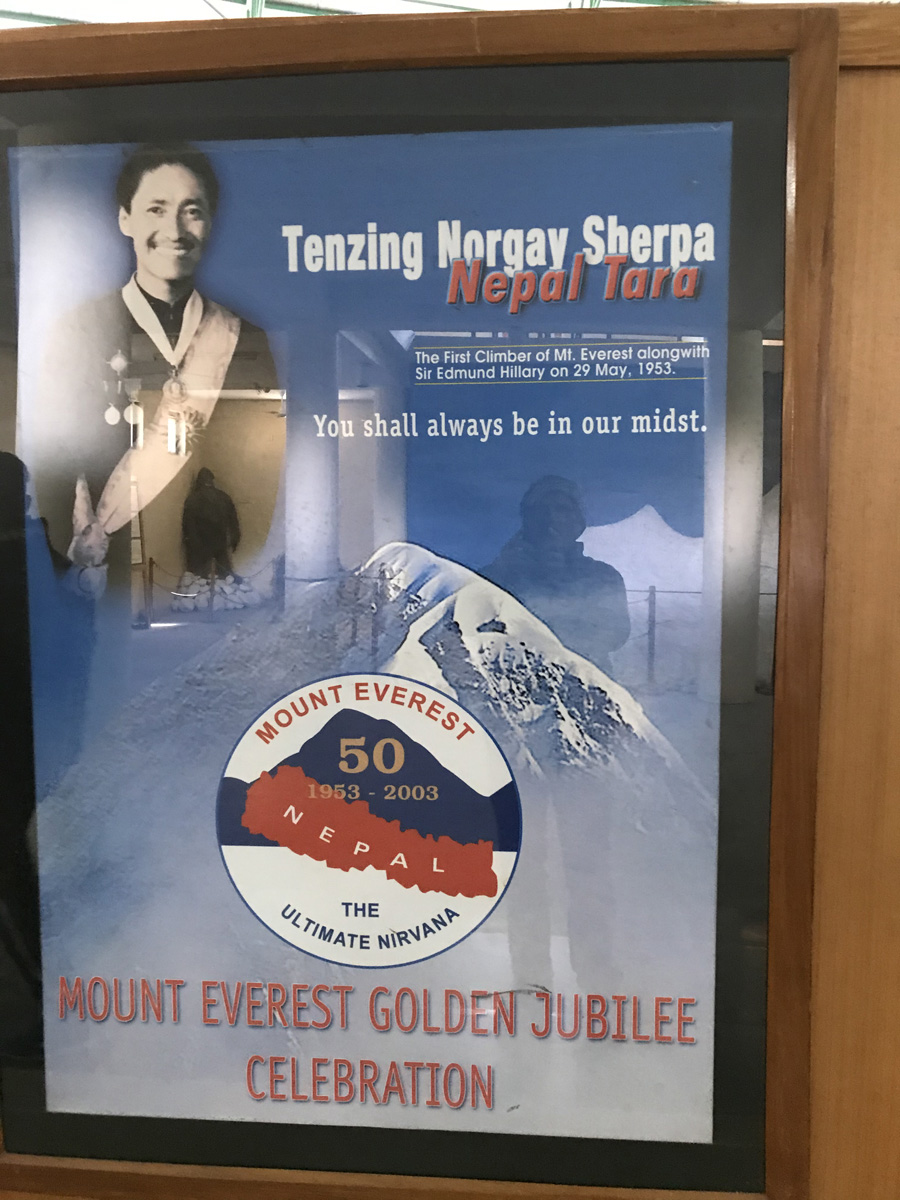 Tenzing Norgay Sherpa
Nepal Tara
The First Climber of Mt. Everest alongwith
Sir Edmund Hillary on 29 May, 1953.
You shall always be in our midst.
MOUNT EVEREST
50
1953 - 2003
NEPAL
THE
ULTIMATE NIRVANA
MOUNT EVEREST GOLDEN JUBILEE
CELEBRATION